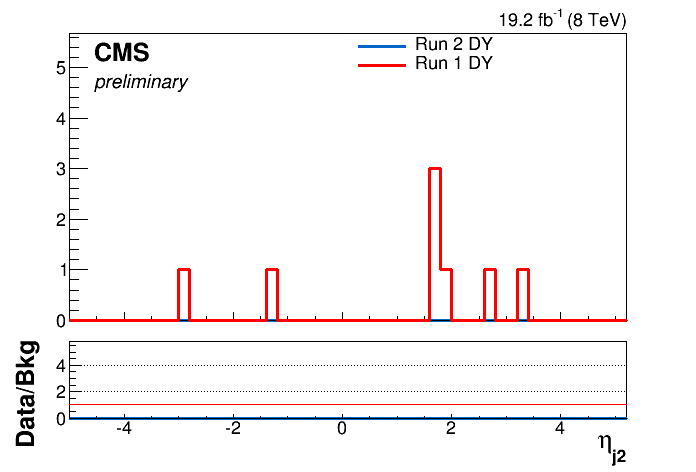 19.2 fb-1 (8 TeV)
CMS
preliminary
Run 2 DY
Run 1 DY
5
4
3
2
1
0
Data/Bkg
4
2
0
-4 -2 0 2 4
ηj2